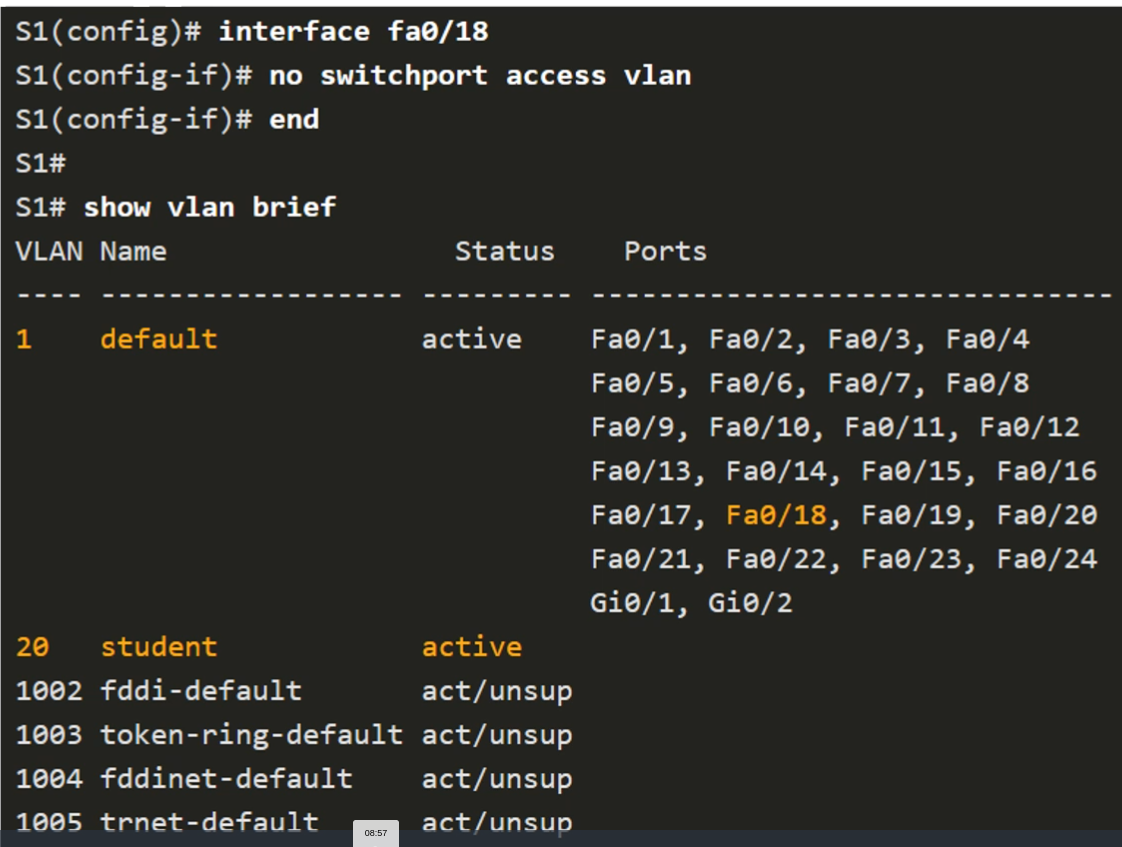 S1(config)# interface fa0/18
S1(config-if)# no switchport access vlan
S1(config-if)# end
S1#
S1# show vlan brief
VLAN Name                 Status    Ports
---- ------------------ --------- -------------------------------
1    default            active    Fa0/1, Fa0/2, Fa0/3, Fa0/4
                                  Fa0/5, Fa0/6, Fa0/7, Fa0/8
                                  Fa0/9, Fa0/10, Fa0/11, Fa0/12
                                  Fa0/13, Fa0/14, Fa0/15, Fa0/16
                                  Fa0/17, Fa0/18, Fa0/19, Fa0/20
                                  Fa0/21, Fa0/22, Fa0/23, Fa0/24
                                  Gi0/1, Gi0/2
20   student            active
1002 fddi-default       act/unsup
1003 token-ring-default act/unsup
1004 fddinet-default    act/unsup
1005 trnet-default      act/unsup
08:57